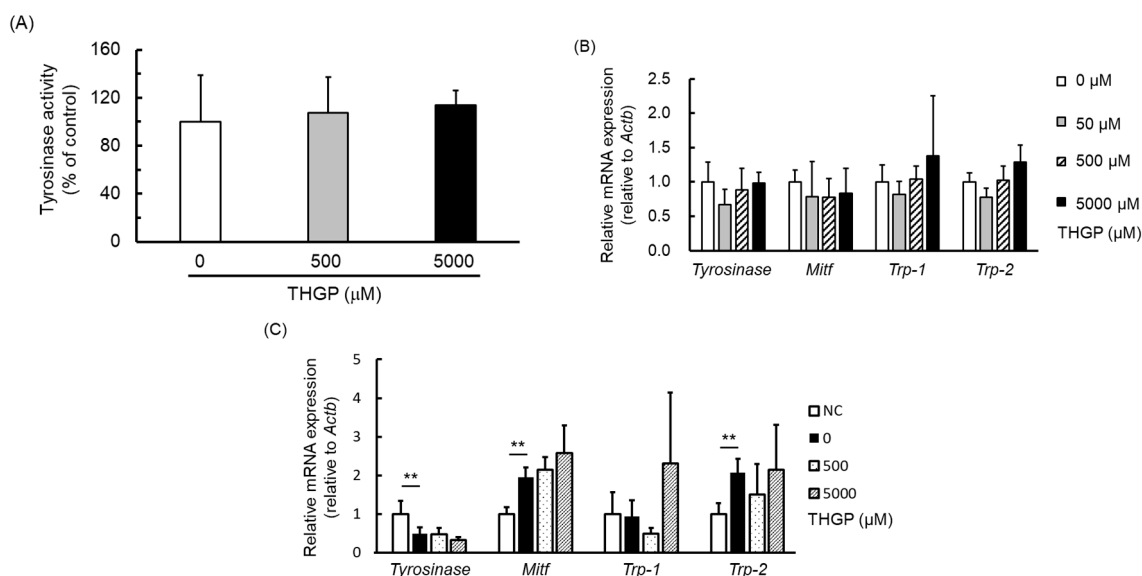 (A)
160
120
80
40
0
Tyrosinase activity
(% of control)
0 500 5000
THGP (μM)
(B)
2.5
2.0
1.5
1.0
0.5
0.0
Relative mRNA expression
(relative to Actb)
Tyrosinase Mitf Trp-1 Trp-2
0 μM
50 μM
500 μM
5000 μM
THGP (μM)
(C)
5
4
3
2
1
0
Relative mRNA expression
(relative to Actb)
** ** **
Tyrosinase Mitf Trp-1 Trp-2
NC
0
500
5000
THGP (μM)